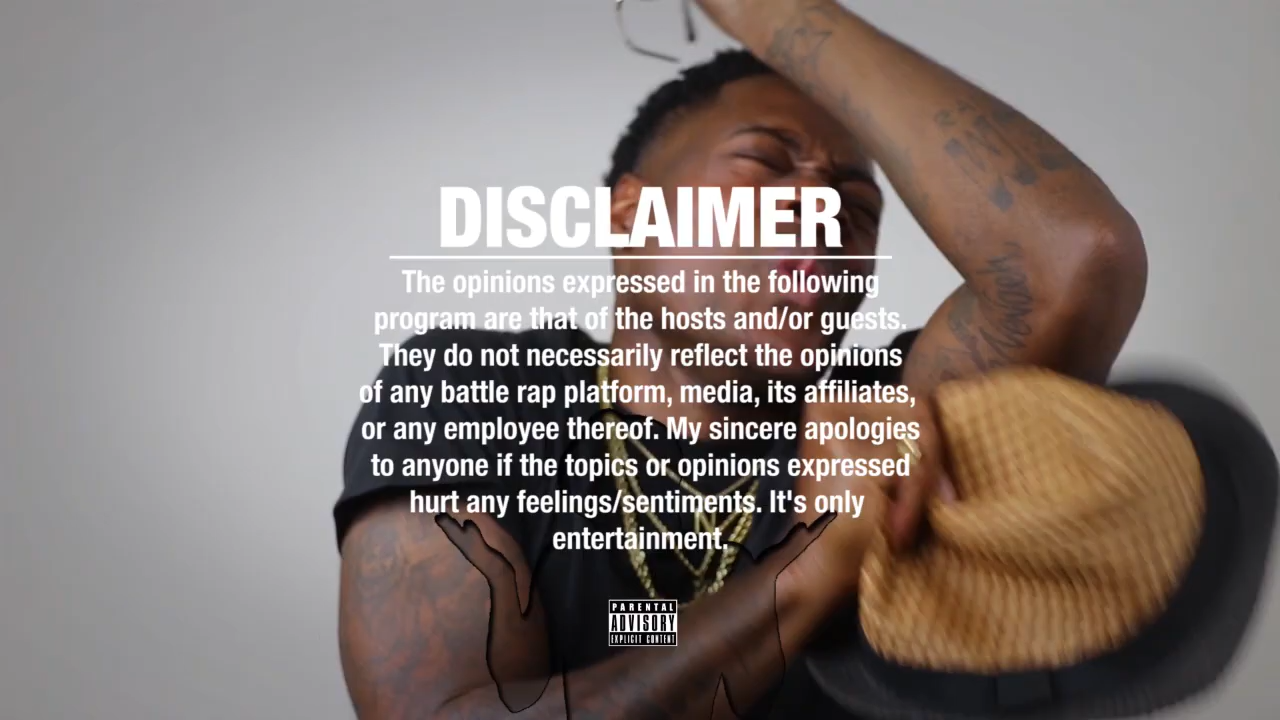 DISCLAIMER
The opinions expressed in the following
program are that of the hosts and/or guests.
They do not necessarily reflect the opinions
of any battle rap platform, media, its affiliates,
or any employee thereof. My sincere apologies
to anyone if the topics or opinions expressed
hurt any feelings/sentiments. It's only
entertainment.
PARENTAL
ADVISORY
EXPLICIT CONTENT